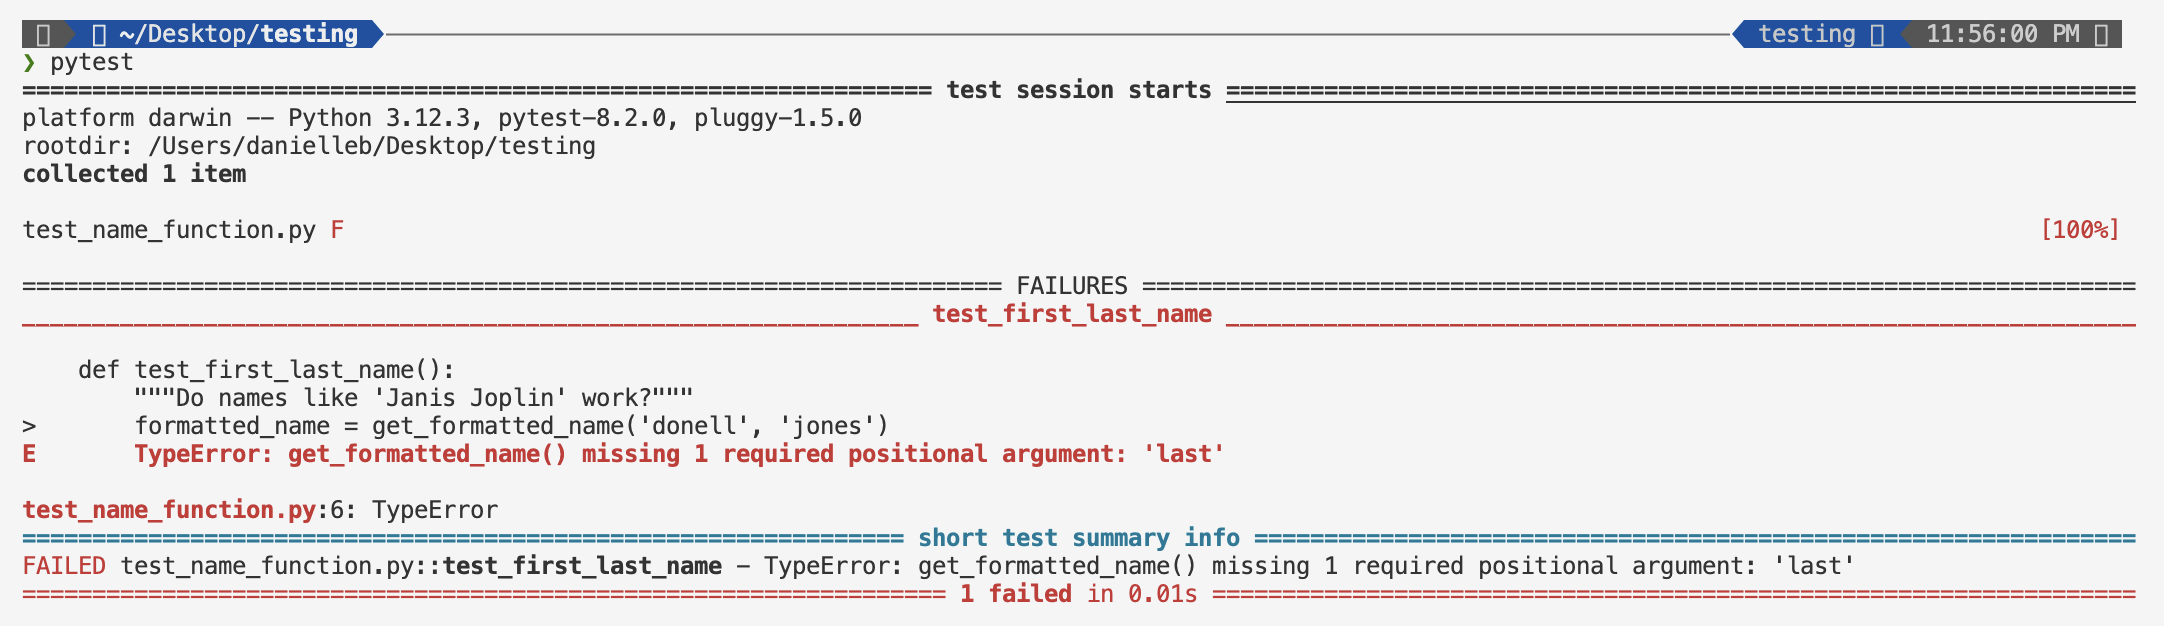 ~/Desktop/testing testing 11:56:00 PM
❯ pytest
================================================================= test session starts =================================================================
platform darwin -- Python 3.12.3, pytest-8.2.0, pluggy-1.5.0
rootdir: /Users/danielleb/Desktop/testing
collected 1 item
test_name_function.py F [100%]
====================================================================== FAILURES =======================================================================
________________________________________________________________ test_first_last_name _________________________________________________________________
def test_first_last_name():
"""Do names like 'Janis Joplin' work?"""
> formatted_name = get_formatted_name('donell', 'jones')
E TypeError: get_formatted_name() missing 1 required positional argument: 'last'
test_name_function.py:6: TypeError
=============================================================== short test summary info ===============================================================
FAILED test_name_function.py::test_first_last_name - TypeError: get_formatted_name() missing 1 required positional argument: 'last'
================================================================== 1 failed in 0.01s ==================================================================